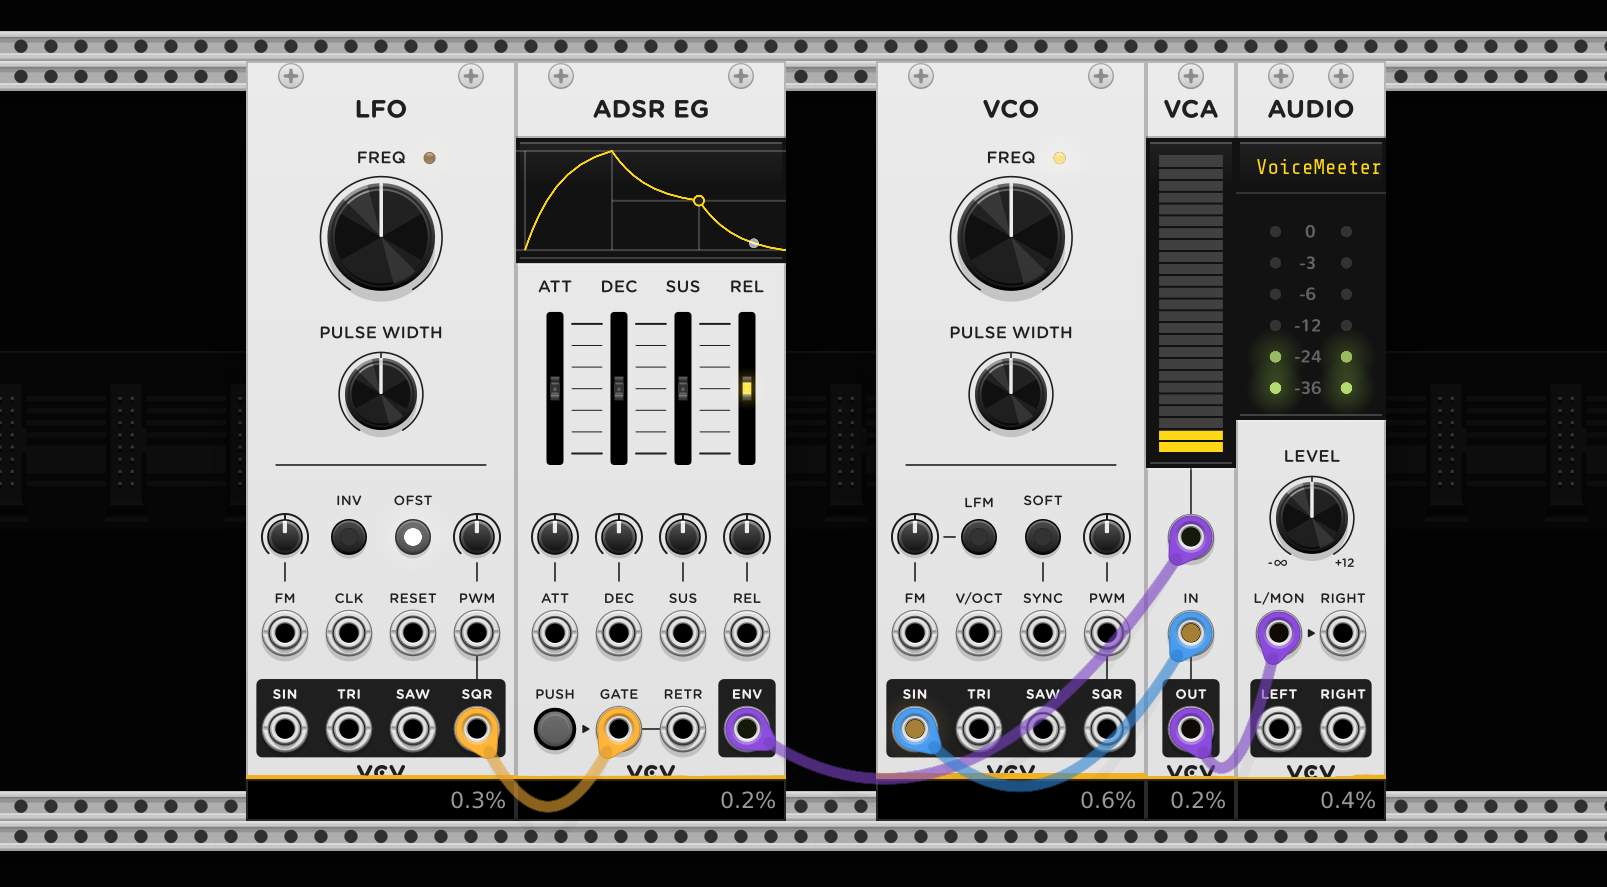 LFO
FREQ
PULSE WIDTH
INV OFST
FM CLK RESET PWM
SIN TRI SAW SQR
VCV
0.3%
ADSR EG
ATT DEC SUS REL
ATT DEC SUS REL
PUSH GATE RETR ENV
VCV
0.2%
VCO
FREQ
PULSE WIDTH
LFM SOFT
FM V/OCT SYNC PWM
SIN TRI SAW SQR
VCV
0.6%
VCA
IN
OUT
VCV
0.2%
AUDIO
VoiceMeeter
0
-3
-6
-12
-24
-36
LEVEL
-∞ +12
L/MON RIGHT
LEFT RIGHT
VCV
0.4%